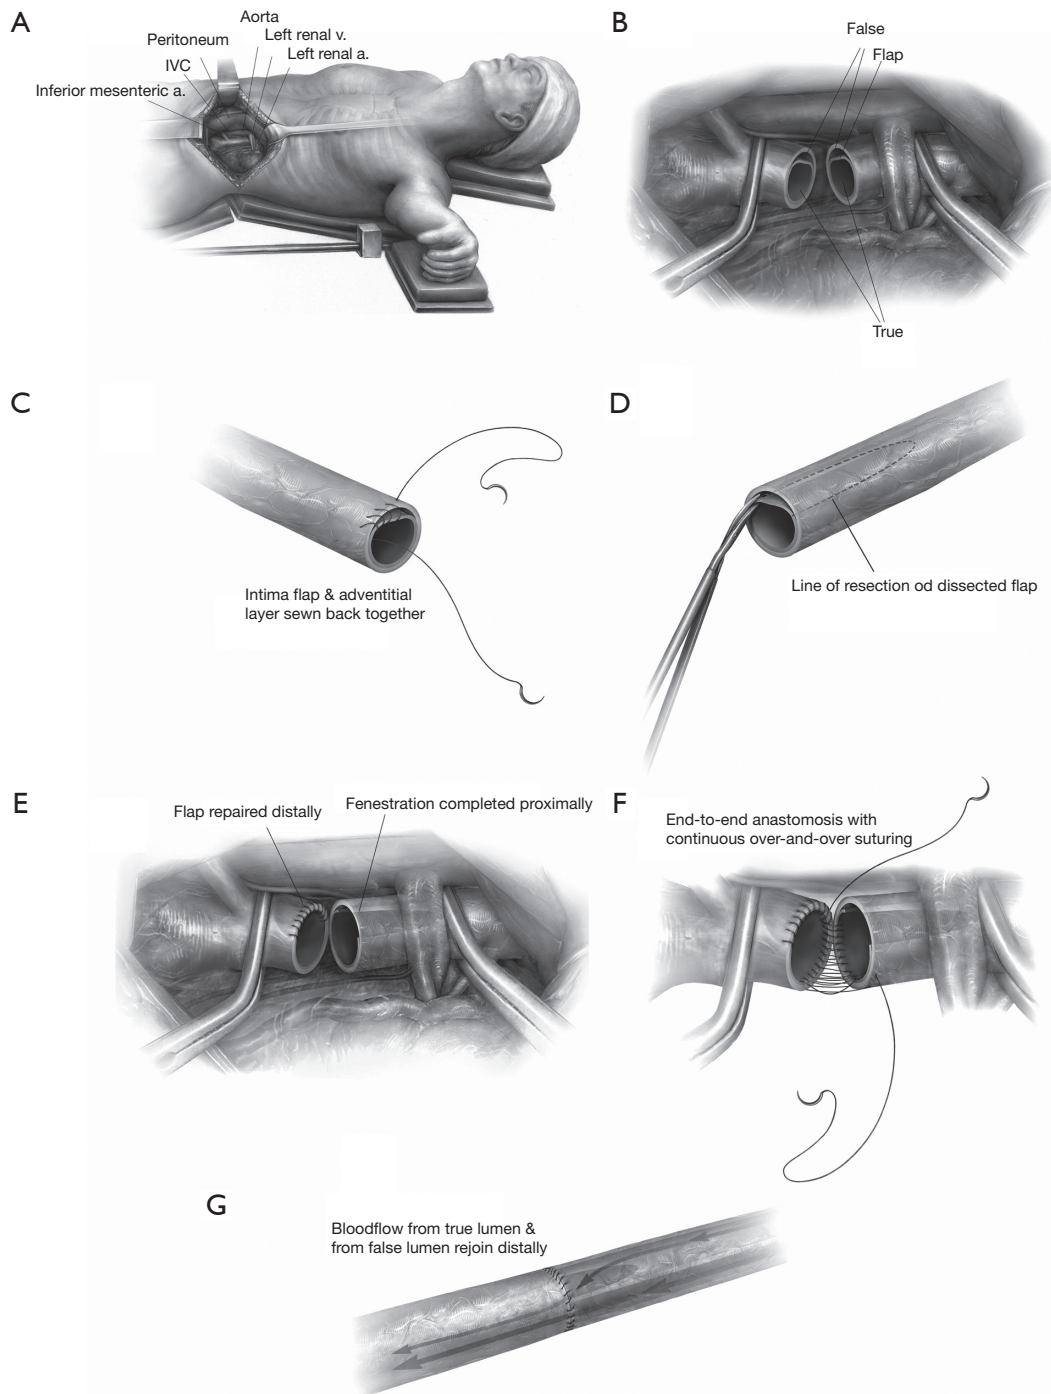 A
Aorta
Left renal v.
Peritoneum
Left renal a.
IVC
Inferior mesenteric a.
B
False
Flap
True
C
Intima flap & adventitial
layer sewn back together
D
Line of resection od dissected flap
E
Flap repaired distally
Fenestration completed proximally
F
End-to-end anastomosis with
continuous over-and-over suturing
G
Bloodflow from true lumen &
from false lumen rejoin distally